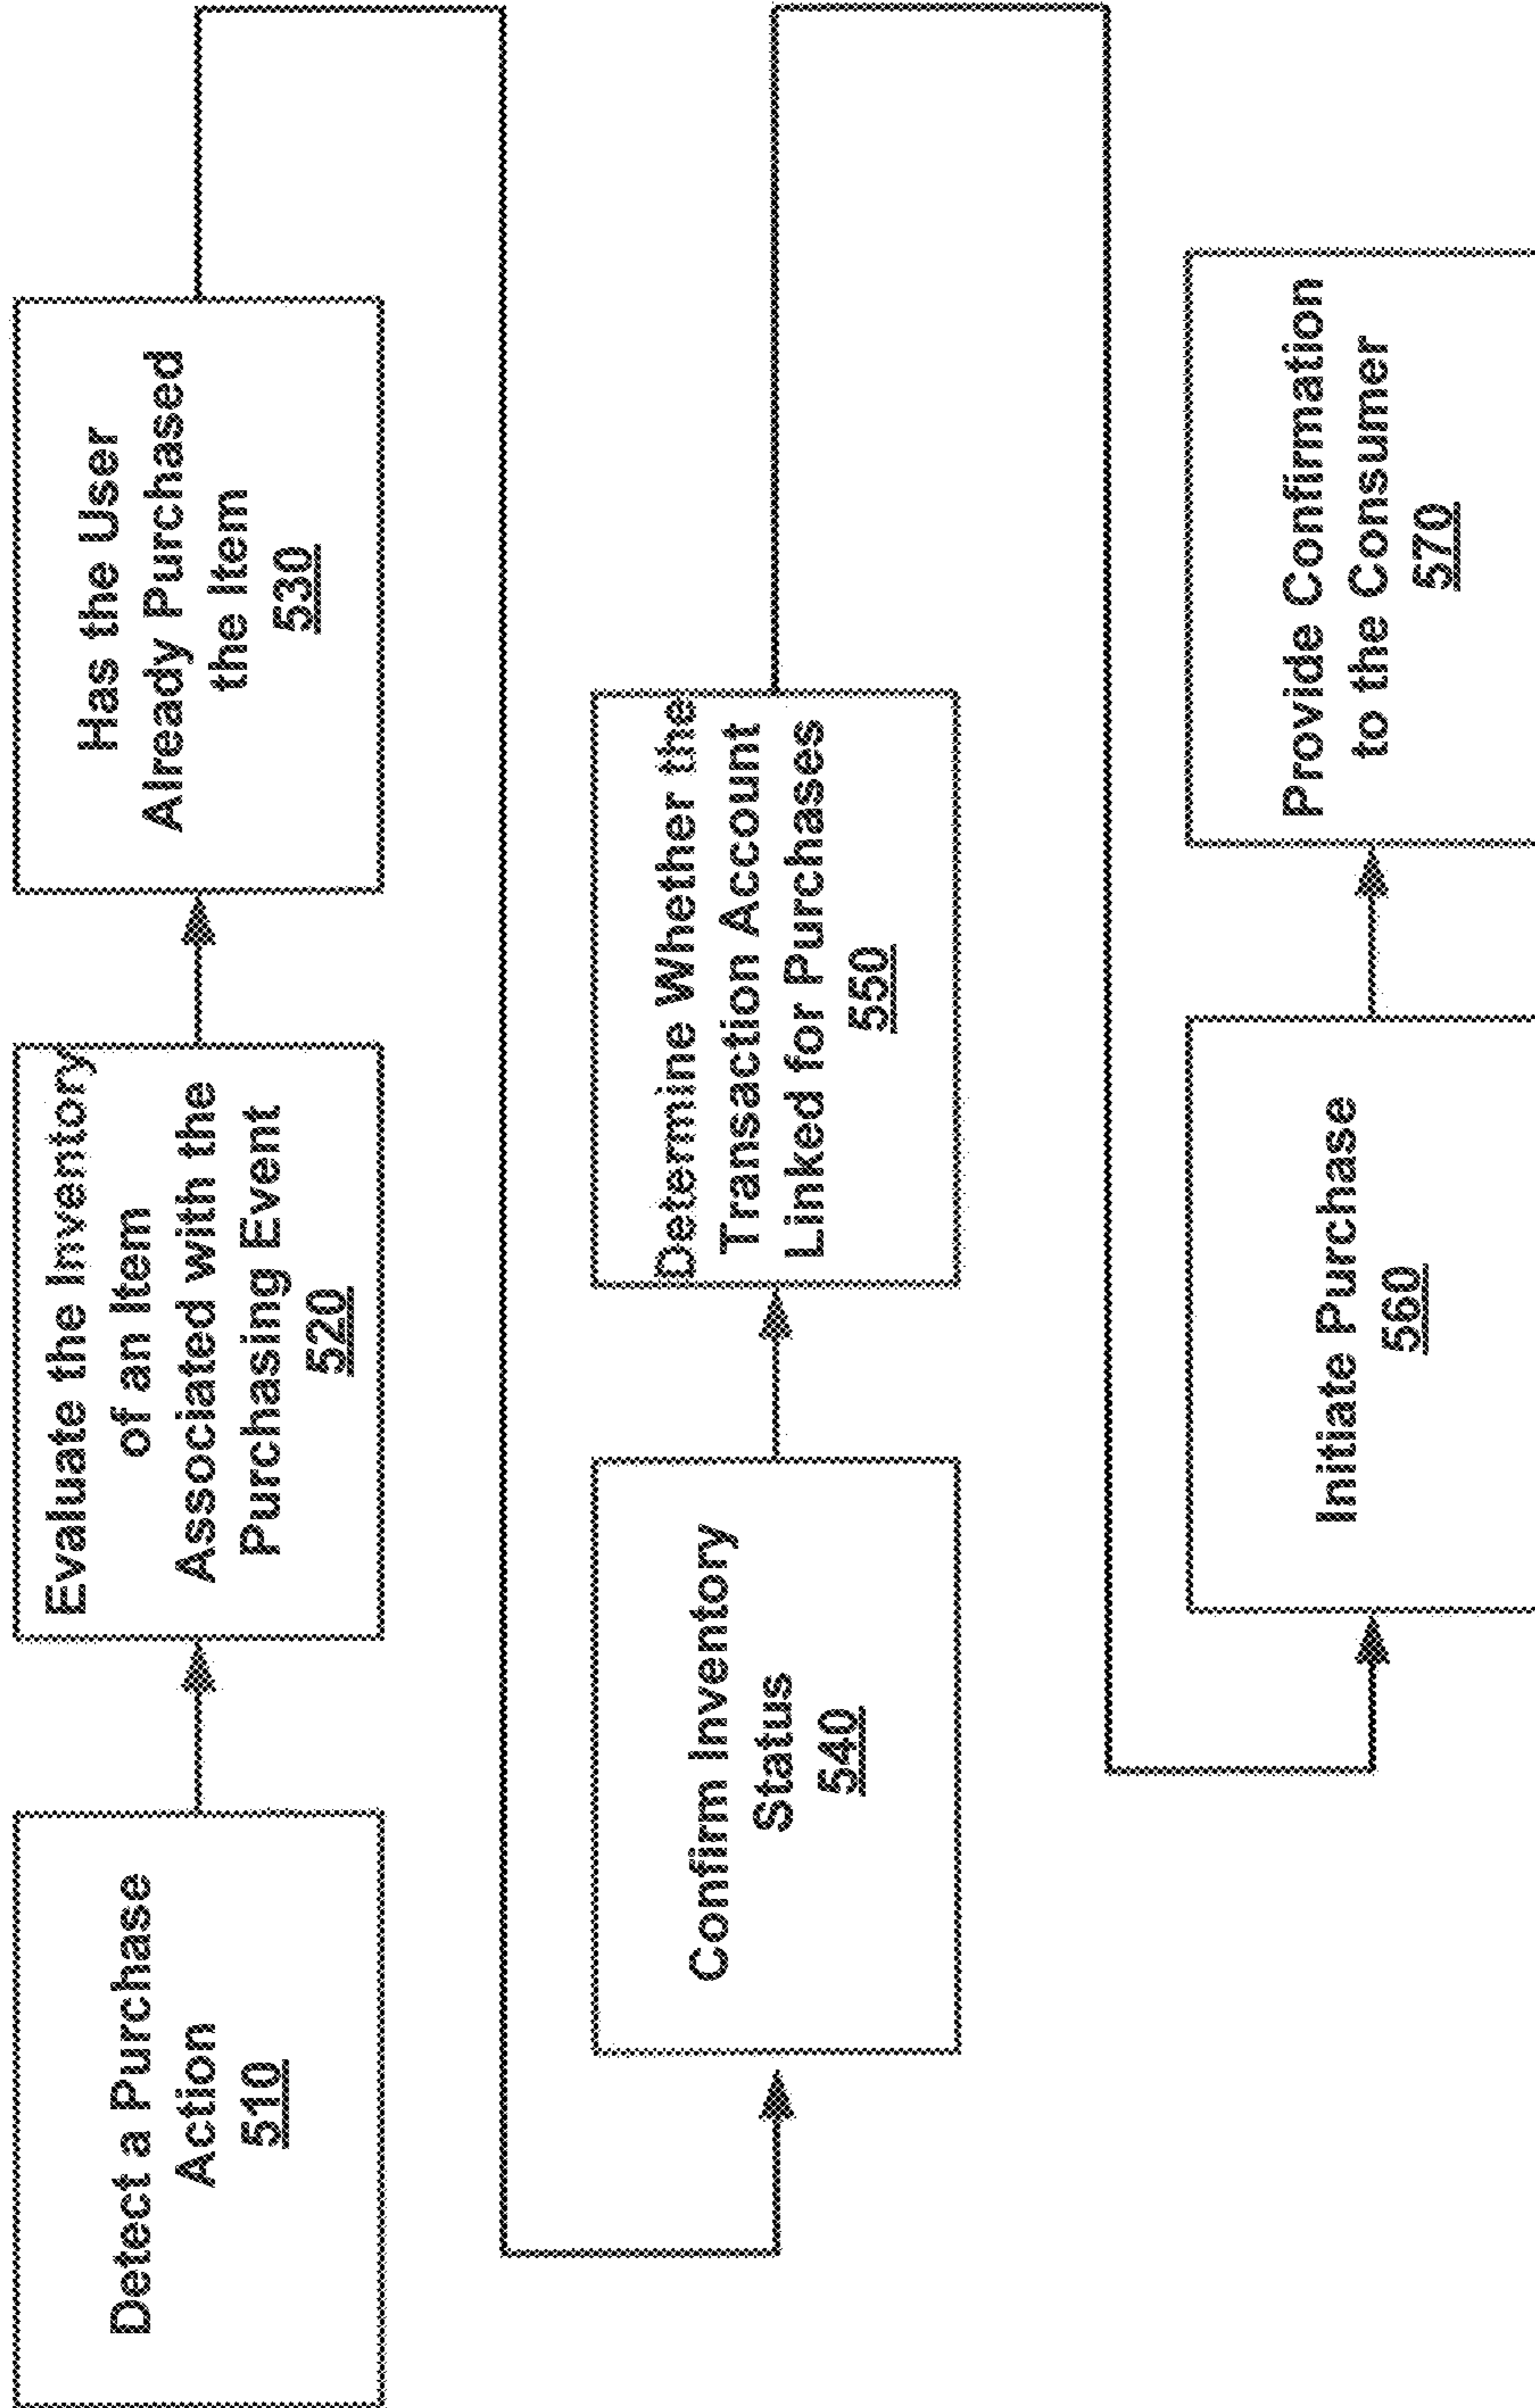 Detect a Purchase
Action
510
Evaluate the Inventory
of an Item
Associated with the
Purchasing Event
520
Has the User
Already Purchased
the Item
530
Confirm Inventory
Status
540
Determine Whether the
Transaction Account
Linked for Purchases
550
Initiate Purchase
560
Provide Confirmation
to the Consumer
570